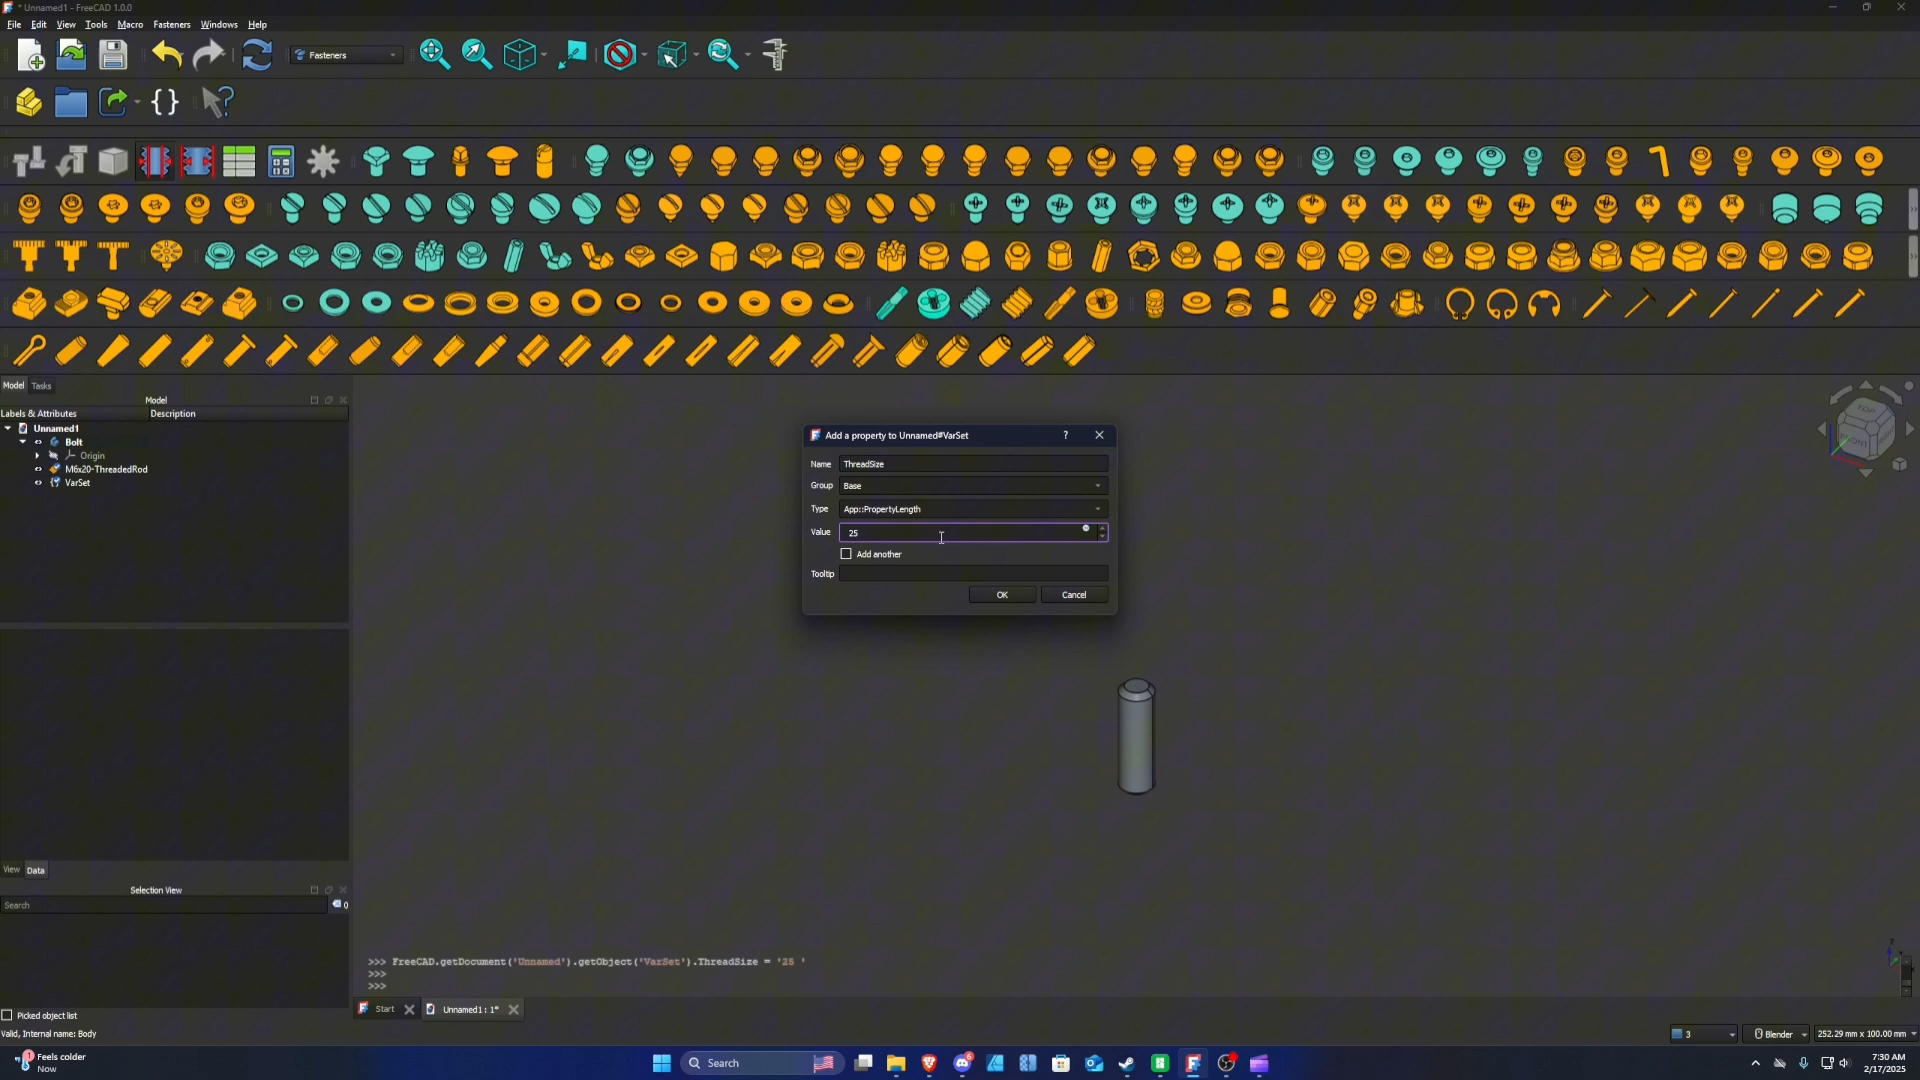 * Unnamed1 - FreeCAD 1.0.0
File Edit View Tools Macro Fasteners Windows Help
Fasteners
Model Tasks
Model
Labels & Attributes Description
Unnamed1
Bolt
Origin
M6x20-ThreadedRod
VarSet
Add a property to Unnamed#VarSet
Name ThreadSize
Group Base
Type App::PropertyLength
Value 25
Add another
Tooltip
OK Cancel
TOP
FRONT
View Data
Selection View
Search 0
>>> FreeCAD.getDocument('Unnamed').getObject('VarSet').ThreadSize = '25 '
>>>
>>>
Start Unnamed1 : 1*
Picked object list
Valid, Internal name: Body
3 Blender 252.29 mm x 100.00 mm
Feels colder
Now
Search
6
7:30 AM
2/17/2025